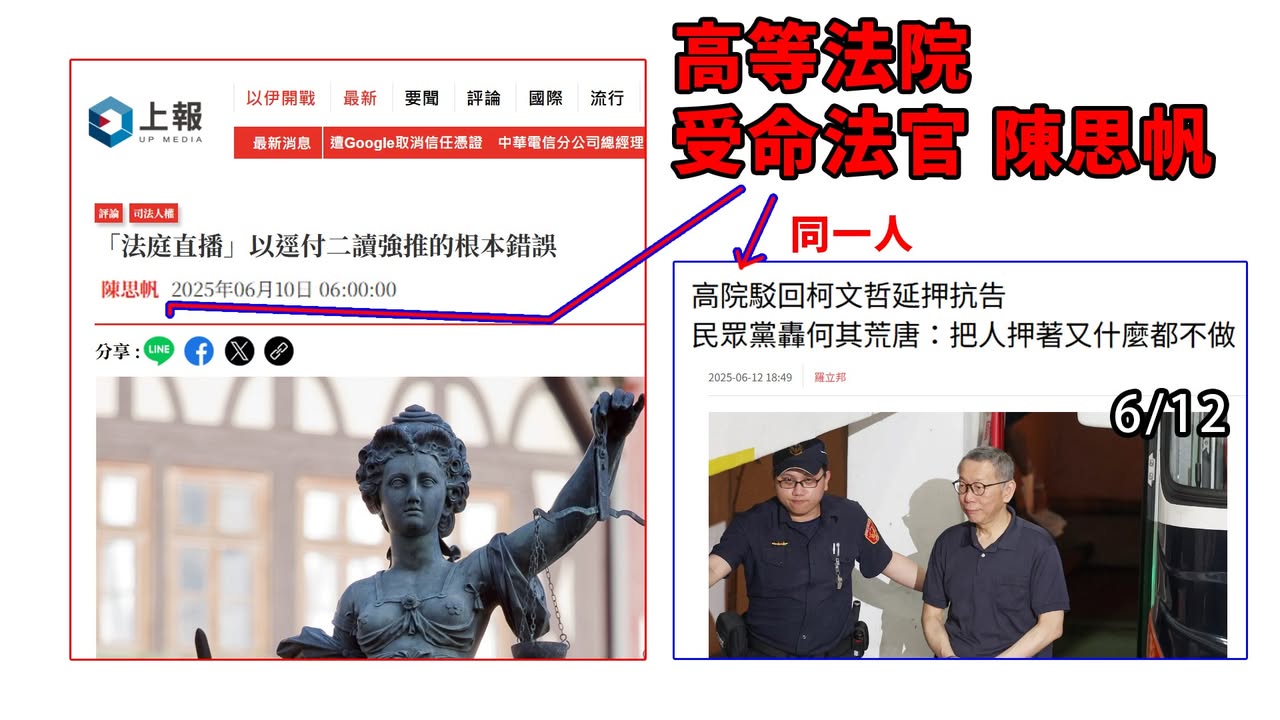 高等法院
受命法官 陳思帆
同一人
上報
UP MEDIA
以伊開戰 最新 要聞 評論 國際 流行
最新消息 遭Google取消信任憑證 中華電信分公司總經理
評論 司法人權
「法庭直播」以逕付二讀強推的根本錯誤
陳思帆 2025年06月10日 06:00:00
分享 : LINE
高院駁回柯文哲延押抗告
民眾黨轟何其荒唐：把人押著又什麼都不做
2025-06-12 18:49 羅立邦
6/12